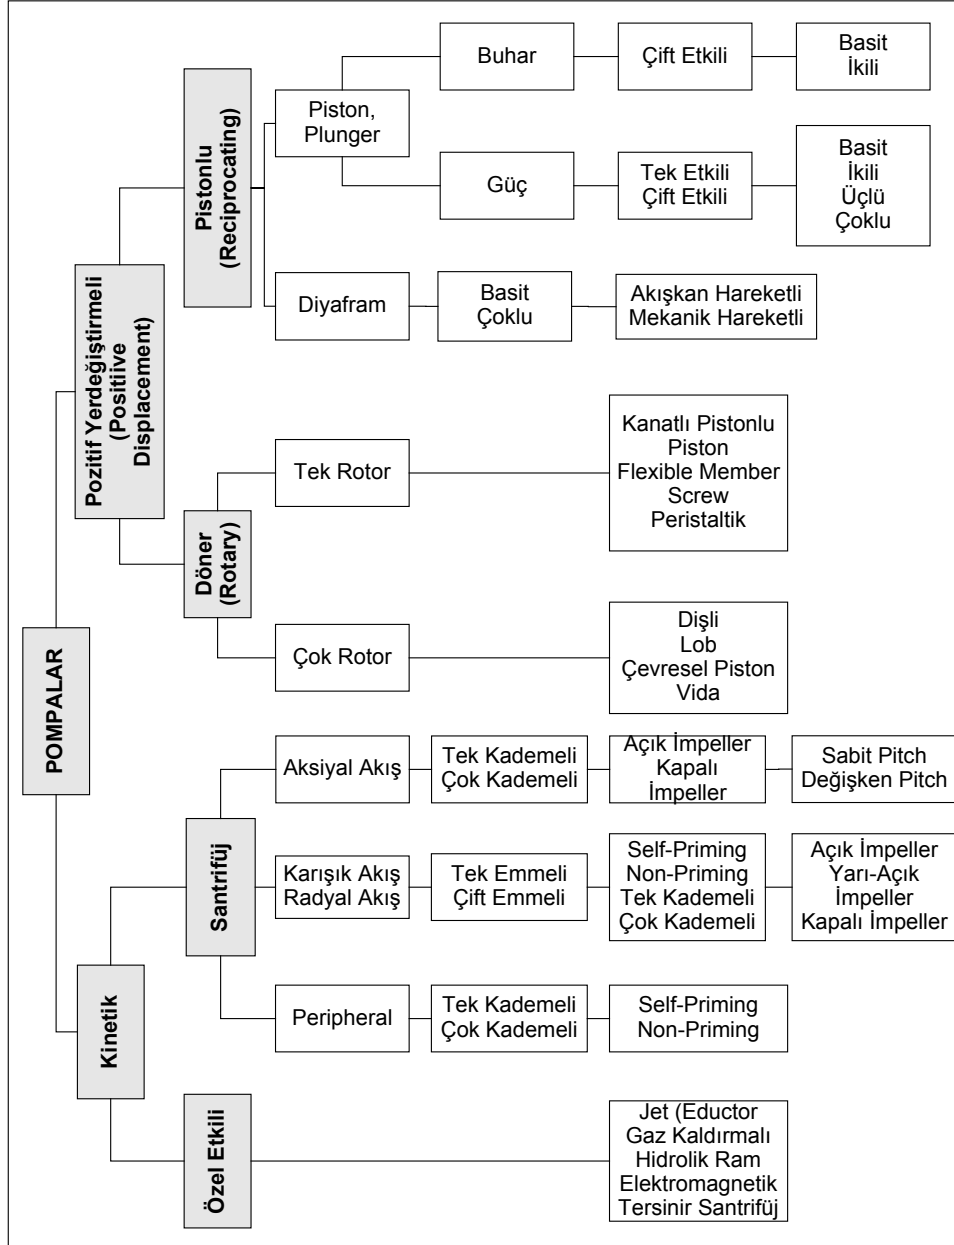 POMPALAR
Pozitif Yerdeğiştirmeli
(Positiive
Displacement)
Pistonlu
(Reciprocating)
Piston,
Plunger
Buhar
Çift Etkili
Basit
İkili
Güç
Tek Etkili
Çift Etkili
Basit
İkili
Üçlü
Çoklu
Diyafram
Basit
Çoklu
Akışkan Hareketli
Mekanik Hareketli
Döner
(Rotary)
Tek Rotor
Kanatlı Pistonlu
Piston
Flexible Member
Screw
Peristaltik
Çok Rotor
Dişli
Lob
Çevresel Piston
Vida
Kinetik
Santrifüj
Aksiyal Akış
Tek Kademeli
Çok Kademeli
Açık İmpeller
Kapalı
İmpeller
Sabit Pitch
Değişken Pitch
Karışık Akış
Radyal Akış
Tek Emmeli
Çift Emmeli
Self-Priming
Non-Priming
Tek Kademeli
Çok Kademeli
Açık İmpeller
Yarı-Açık
İmpeller
Kapalı İmpeller
Peripheral
Tek Kademeli
Çok Kademeli
Self-Priming
Non-Priming
Özel Etkili
Jet (Eductor
Gaz Kaldırmalı
Hidrolik Ram
Elektromagnetik
Tersinir Santrifüj